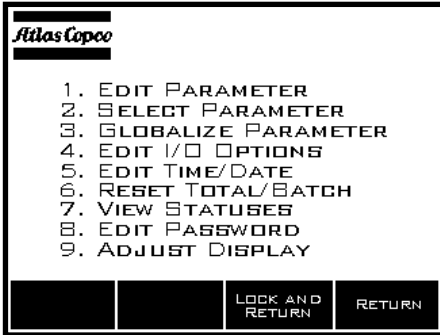 Atlas Copco
1. EDIT PARAMETER
2. SELECT PARAMETER
3. GLOBALIZE PARAMETER
4. EDIT I/O OPTIONS
5. EDIT TIME/DATE
6. RESET TOTAL/BATCH
7. VIEW STATUSES
8. EDIT PASSWORD
9. ADJUST DISPLAY
LOCK AND
RETURN
RETURN